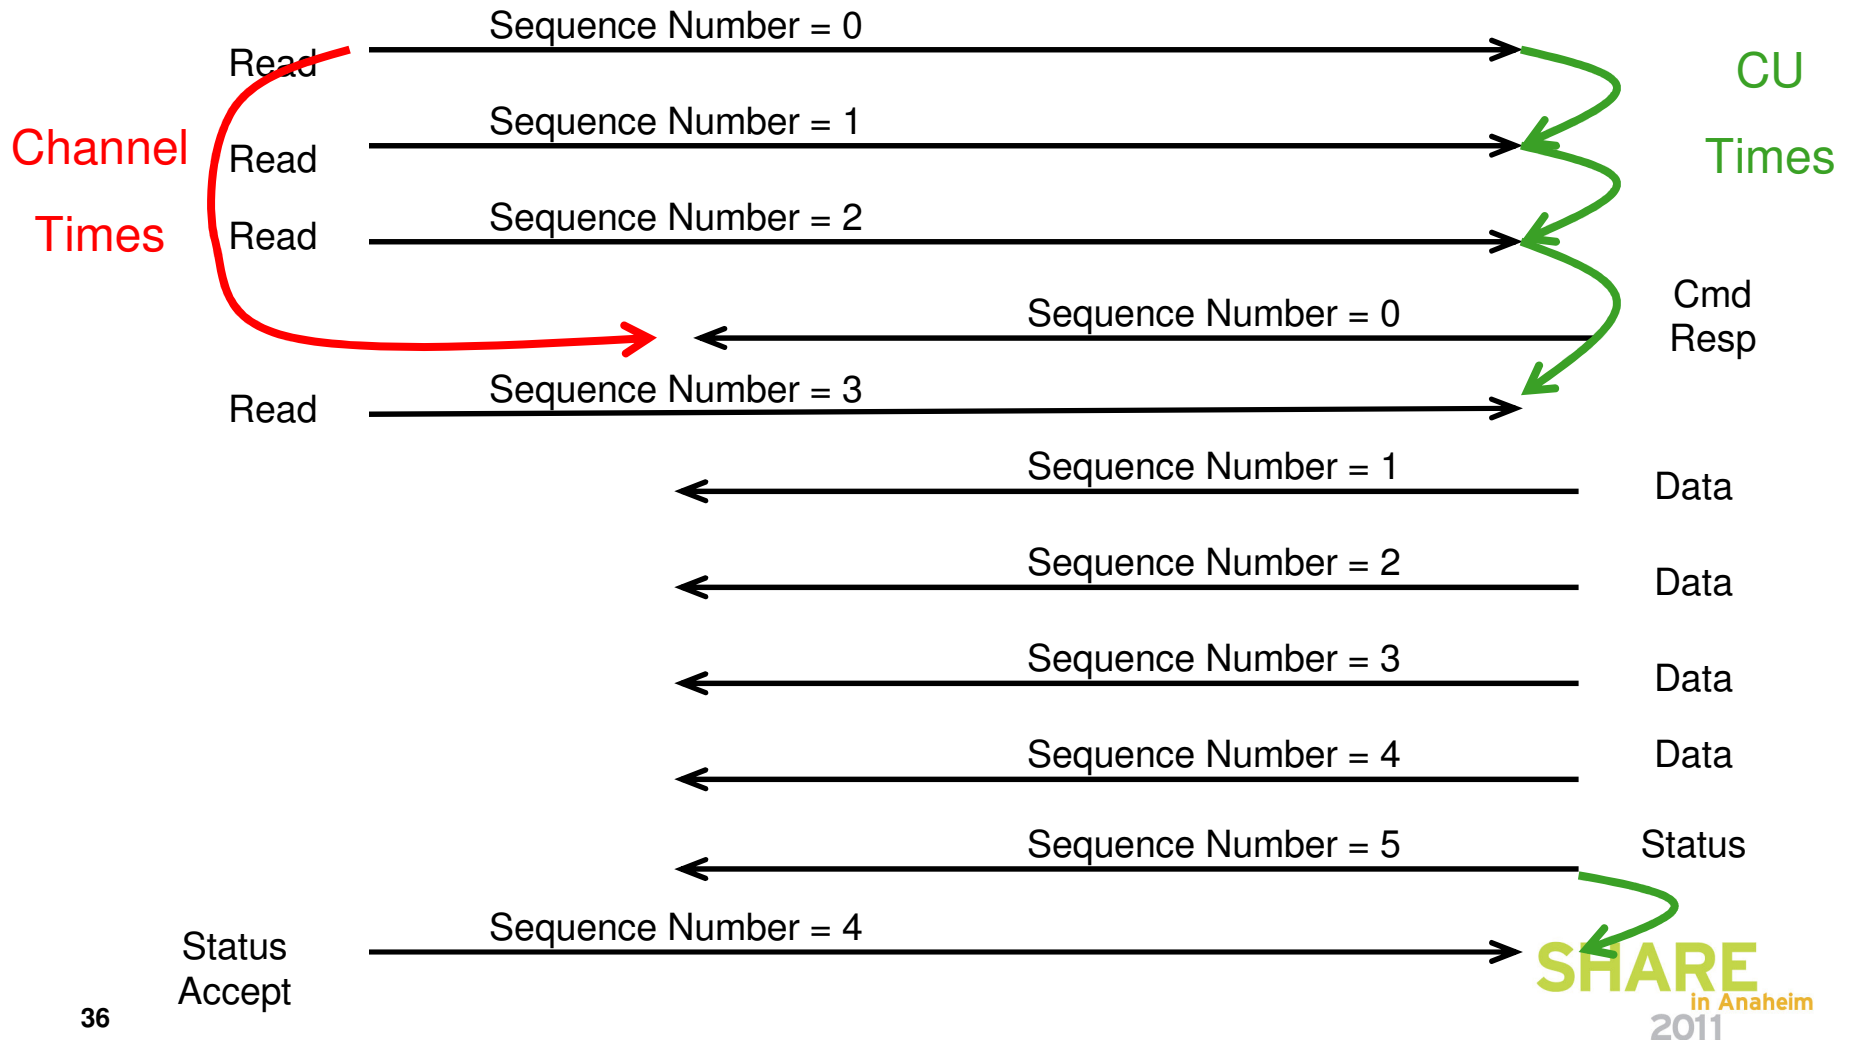 Sequence Number = 0
Read
CU
Times
Channel
Times
Sequence Number = 1
Read
Sequence Number = 2
Read
Sequence Number = 0
Cmd
Resp
Sequence Number = 3
Read
Sequence Number = 1
Data
Sequence Number = 2
Data
Sequence Number = 3
Data
Sequence Number = 4
Data
Sequence Number = 5
Status
Sequence Number = 4
Status
Accept
SHARE
in Anaheim
2011
36